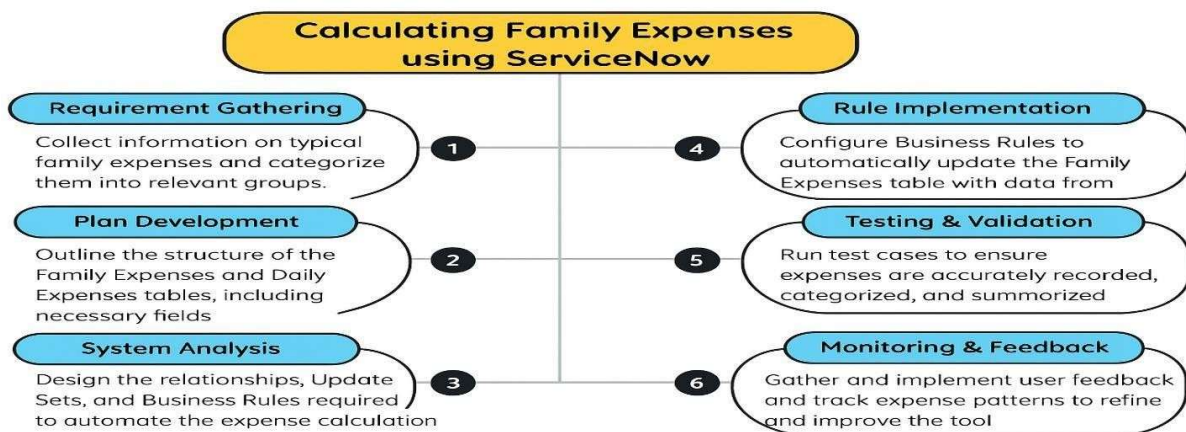 Calculating Family Expenses
using ServiceNow
Requirement Gathering
Collect information on typical
family expenses and categorize
them into relevant groups.
1
Plan Development
Outline the structure of the
Family Expenses and Daily
Expenses tables, including
necessary fields
2
System Analysis
Design the relationships, Update
Sets, and Business Rules required
to automate the expense calculation
3
Rule Implementation
4
Configure Business Rules to
automatically update the Family
Expenses table with data from
Testing & Validation
5
Run test cases to ensure
expenses are accurately recorded,
categorized, and summorized
Monitoring & Feedback
6
Gather and implement user feedback
and track expense patterns to refine
and improve the tool